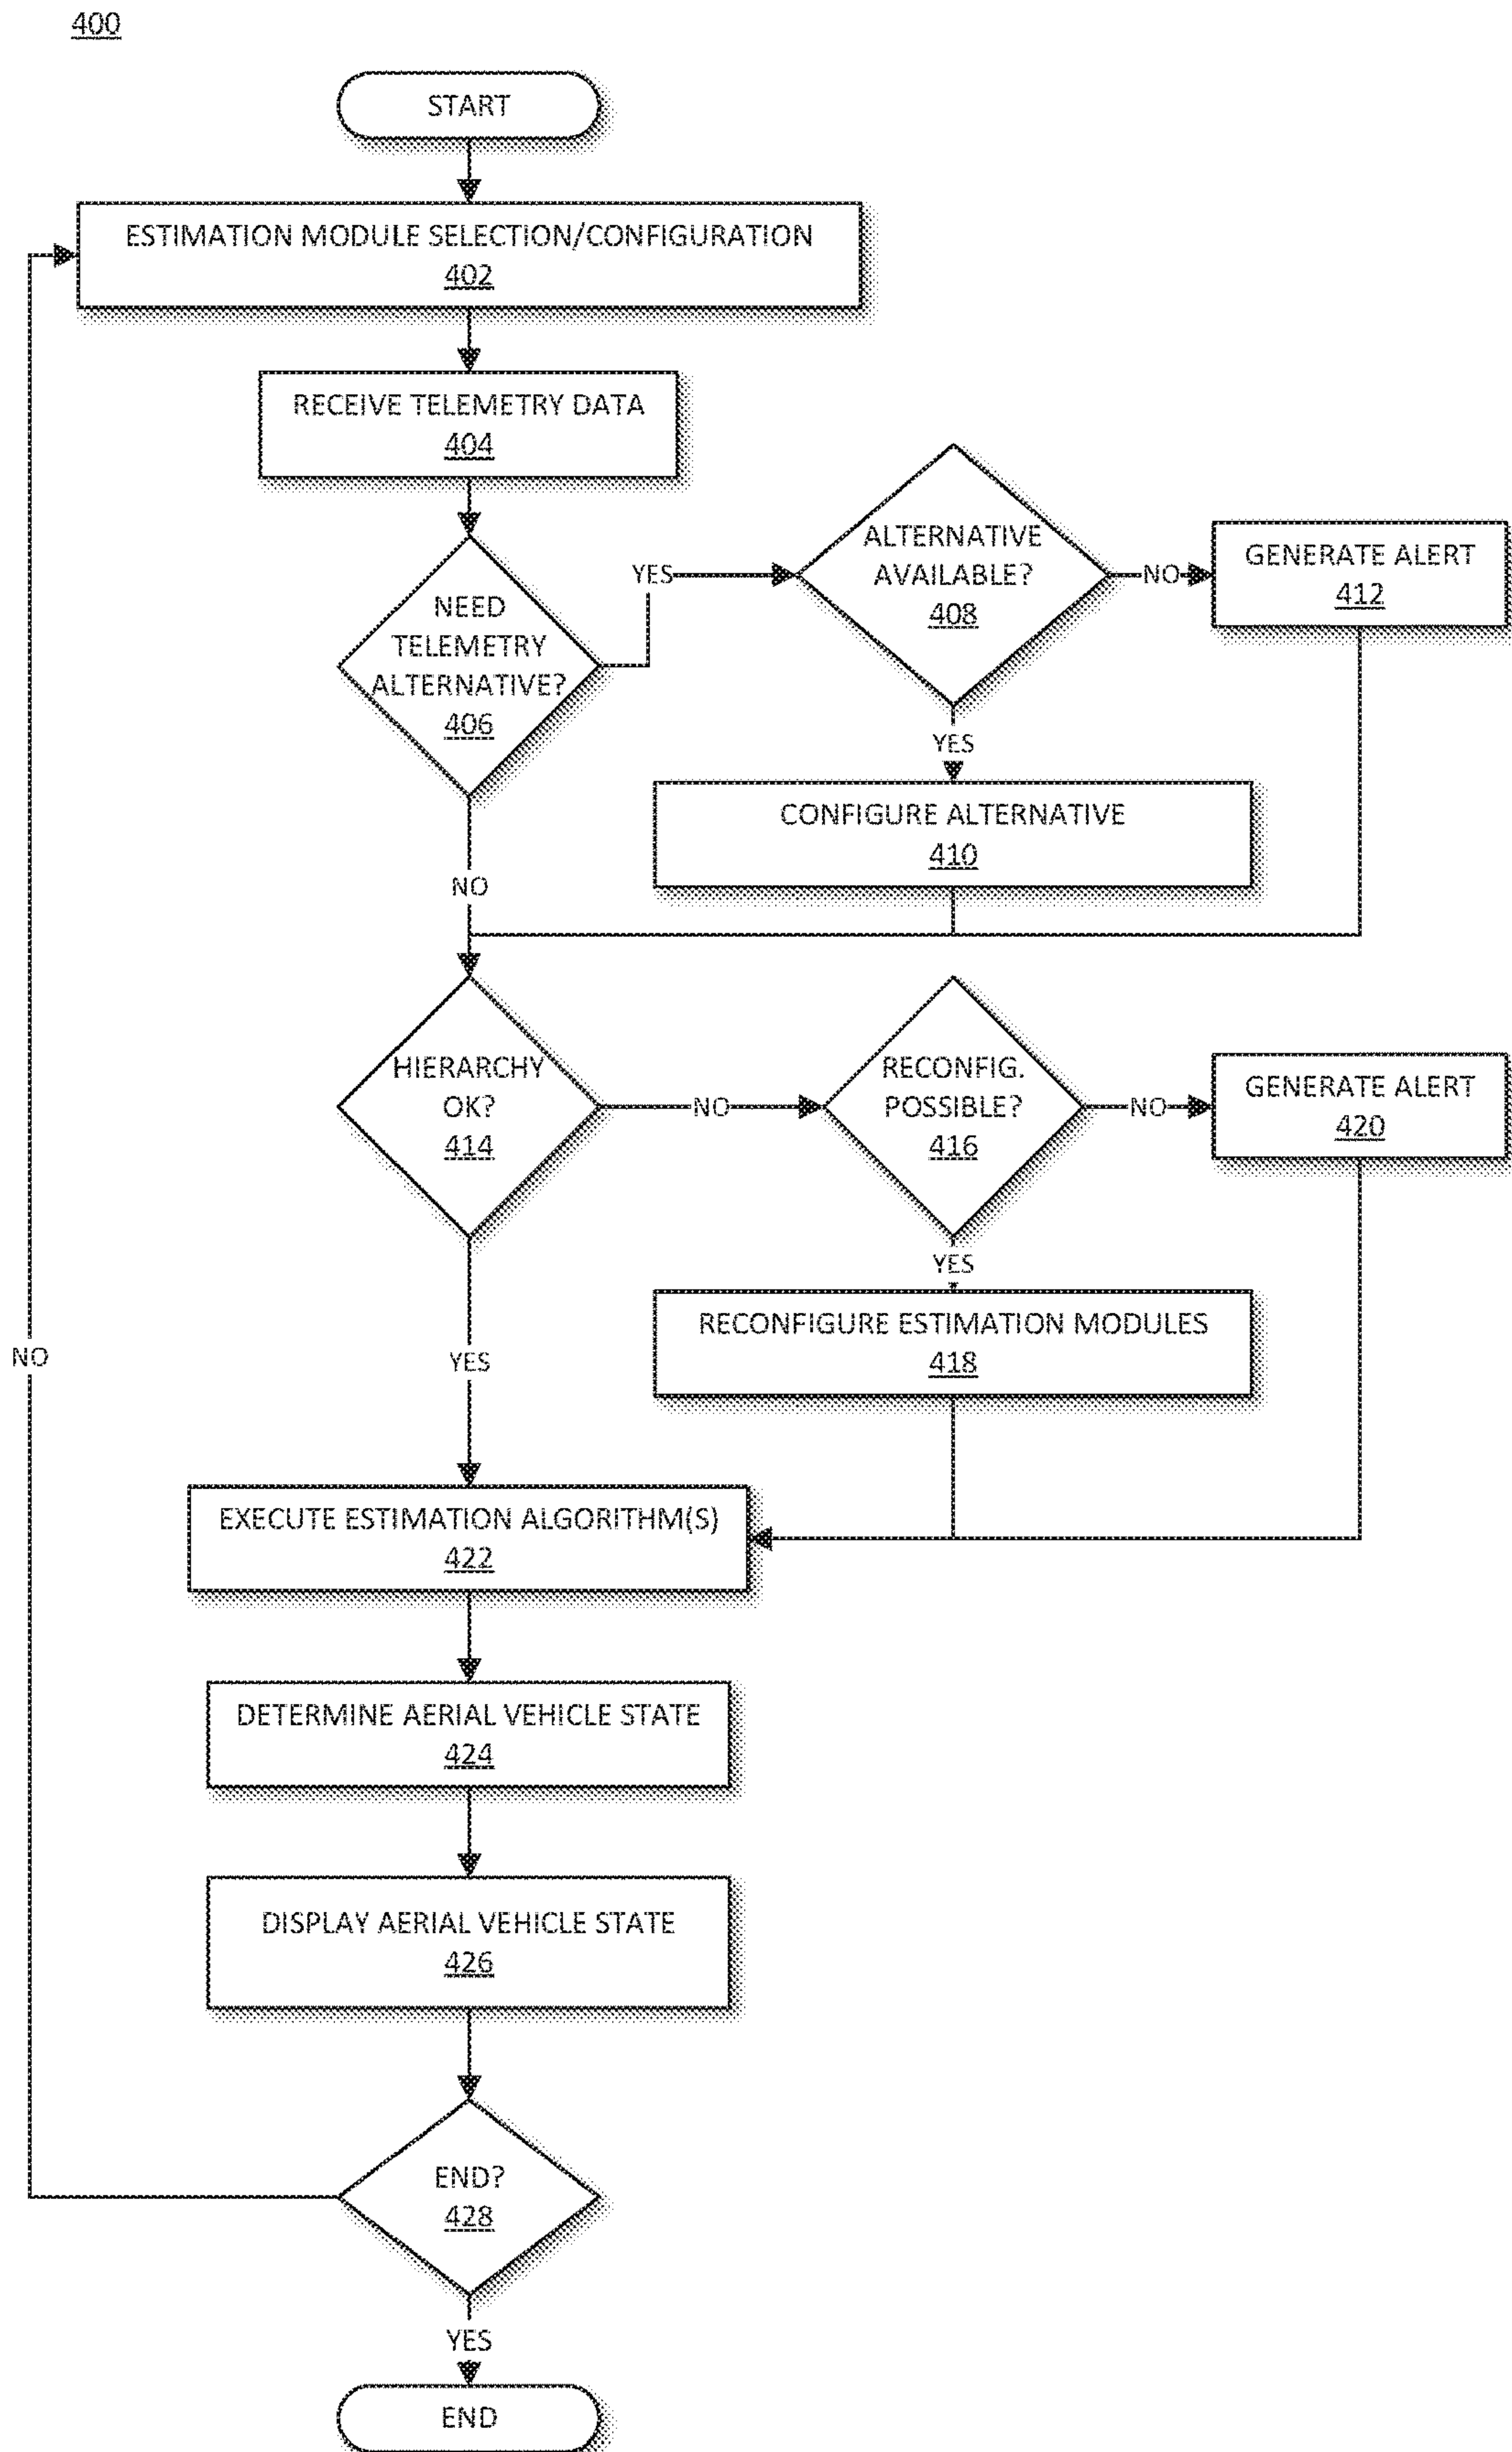 400
START
ESTIMATION MODULE SELECTION/CONFIGURATION
402
RECEIVE TELEMETRY DATA
404
NEED
TELEMETRY
ALTERNATIVE?
406
YES
ALTERNATIVE
AVAILABLE?
408
NO
GENERATE ALERT
412
YES
CONFIGURE ALTERNATIVE
410
NO
HIERARCHY
OK?
414
NO
RECONFIG.
POSSIBLE?
416
NO
GENERATE ALERT
420
YES
RECONFIGURE ESTIMATION MODULES
418
YES
NO
EXECUTE ESTIMATION ALGORITHM(S)
422
DETERMINE AERIAL VEHICLE STATE
424
DISPLAY AERIAL VEHICLE STATE
426
END?
428
YES
END